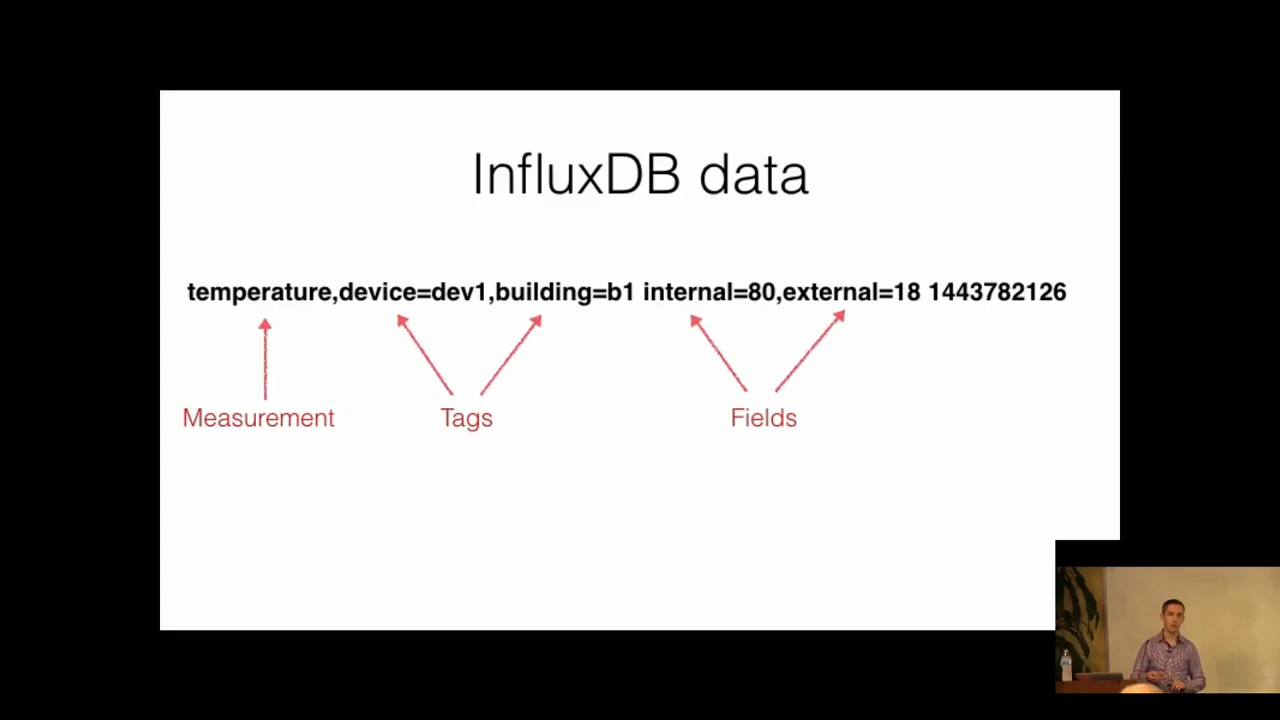 InfluxDB data
temperature,device=dev1,building=b1 internal=80,external=18 1443782126
Measurement
Tags
Fields